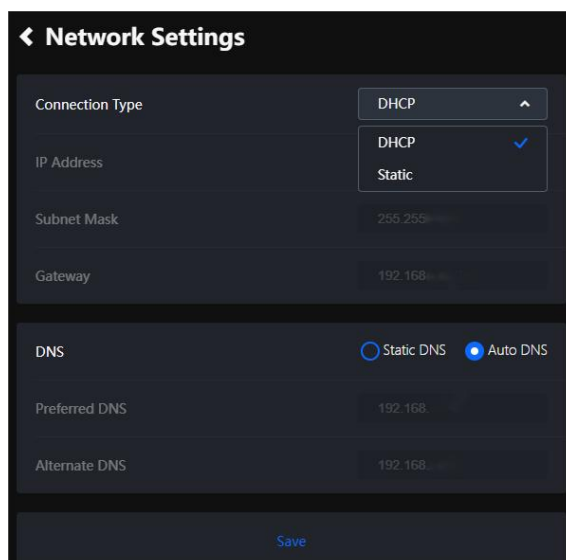 Network Settings
Connection Type DHCP
DHCP
IP Address
Static
Subnet Mask 255.255
Gateway 192.168
DNS Static DNS Auto DNS
Preferred DNS 192.168.
Alternate DNS 192.168.
Save